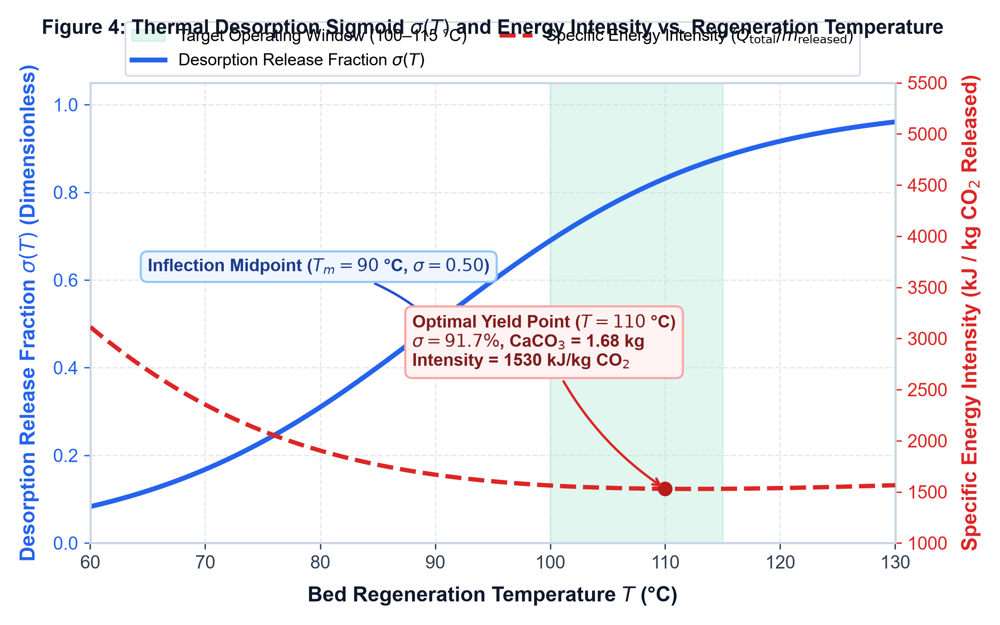 Figure 4: Thermal Desorption Sigmoid σ(T) and Energy Intensity vs. Regeneration Temperature
Target Operating Window (100–115 °C)
Desorption Release Fraction σ(T)
Specific Energy Intensity (Q_total/m_released)
Desorption Release Fraction σ(T) (Dimensionless)
1.0
0.8
0.6
0.4
0.2
0.0
Inflection Midpoint (T_m = 90 °C, σ = 0.50)
Optimal Yield Point (T = 110 °C)
σ = 91.7%, CaCO₃ = 1.68 kg
Intensity = 1530 kJ/kg CO₂
5500
5000
4500
4000
3500
3000
2500
2000
1500
1000
Specific Energy Intensity (kJ / kg CO₂ Released)
60 70 80 90 100 110 120 130
Bed Regeneration Temperature T (°C)